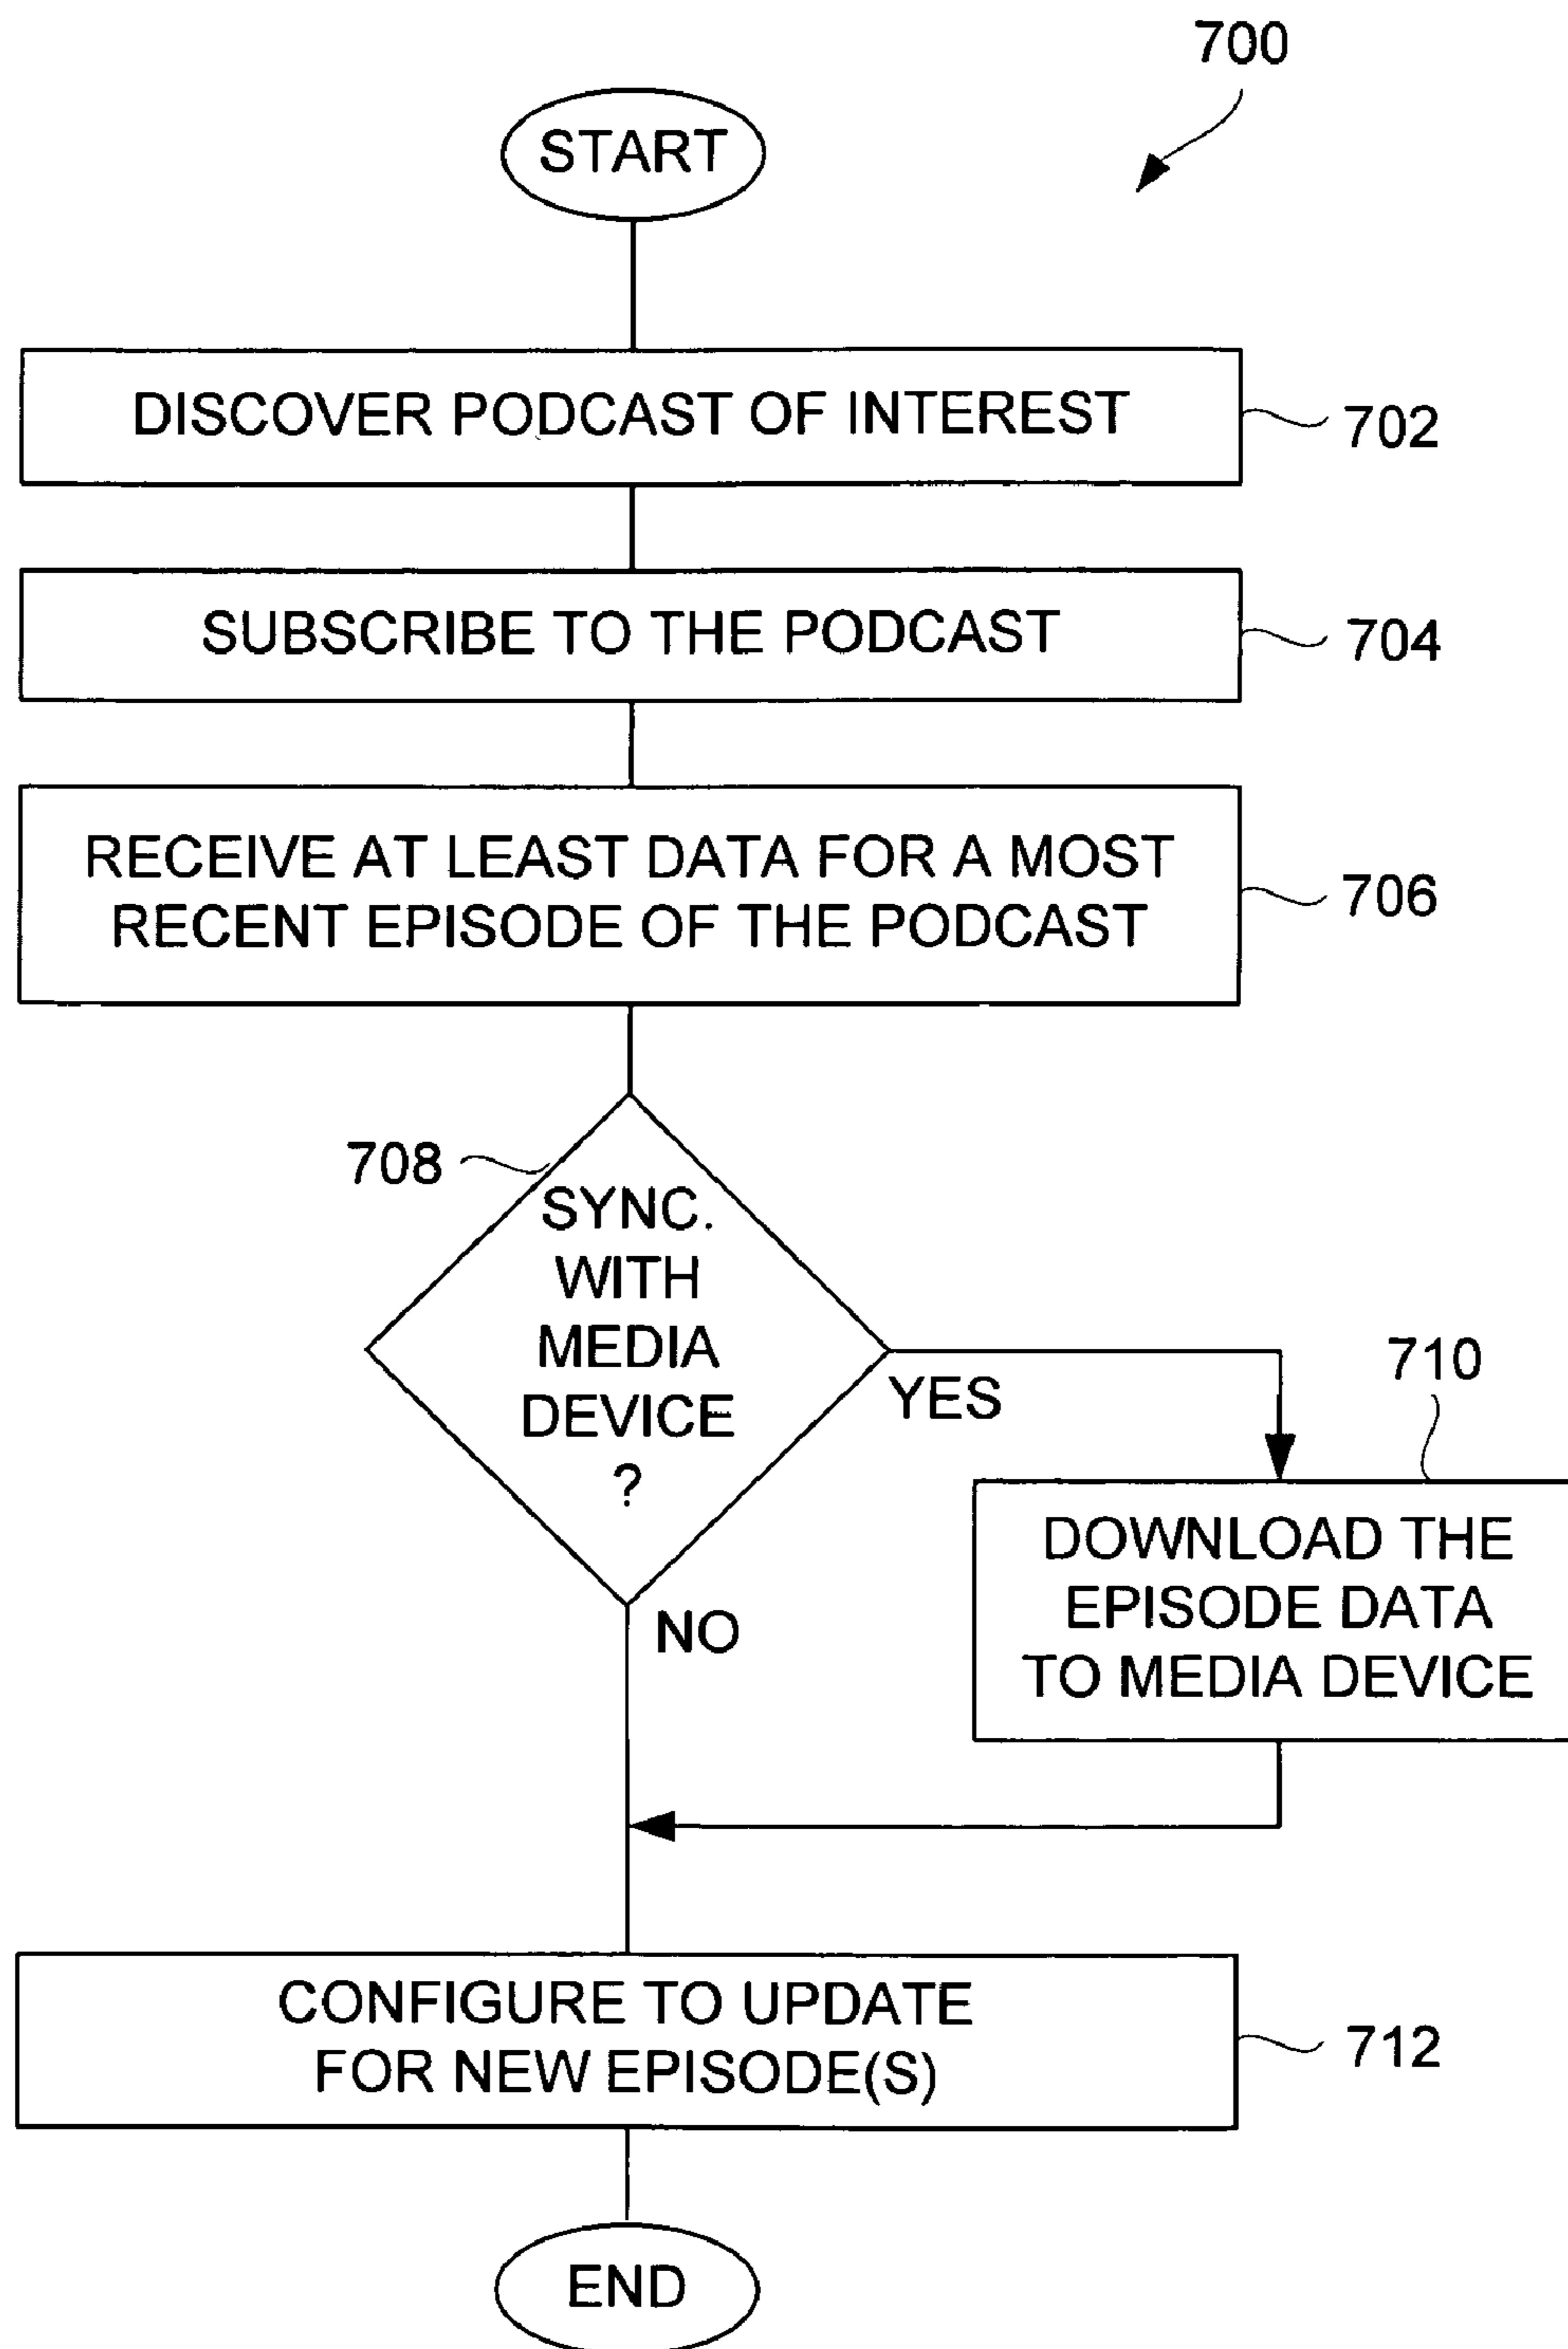 700
START
DISCOVER PODCAST OF INTEREST
702
SUBSCRIBE TO THE PODCAST
704
RECEIVE AT LEAST DATA FOR A MOST
RECENT EPISODE OF THE PODCAST
706
708
SYNC.
WITH
MEDIA
DEVICE
?
YES
NO
710
DOWNLOAD THE
EPISODE DATA
TO MEDIA DEVICE
CONFIGURE TO UPDATE
FOR NEW EPISODE(S)
712
END